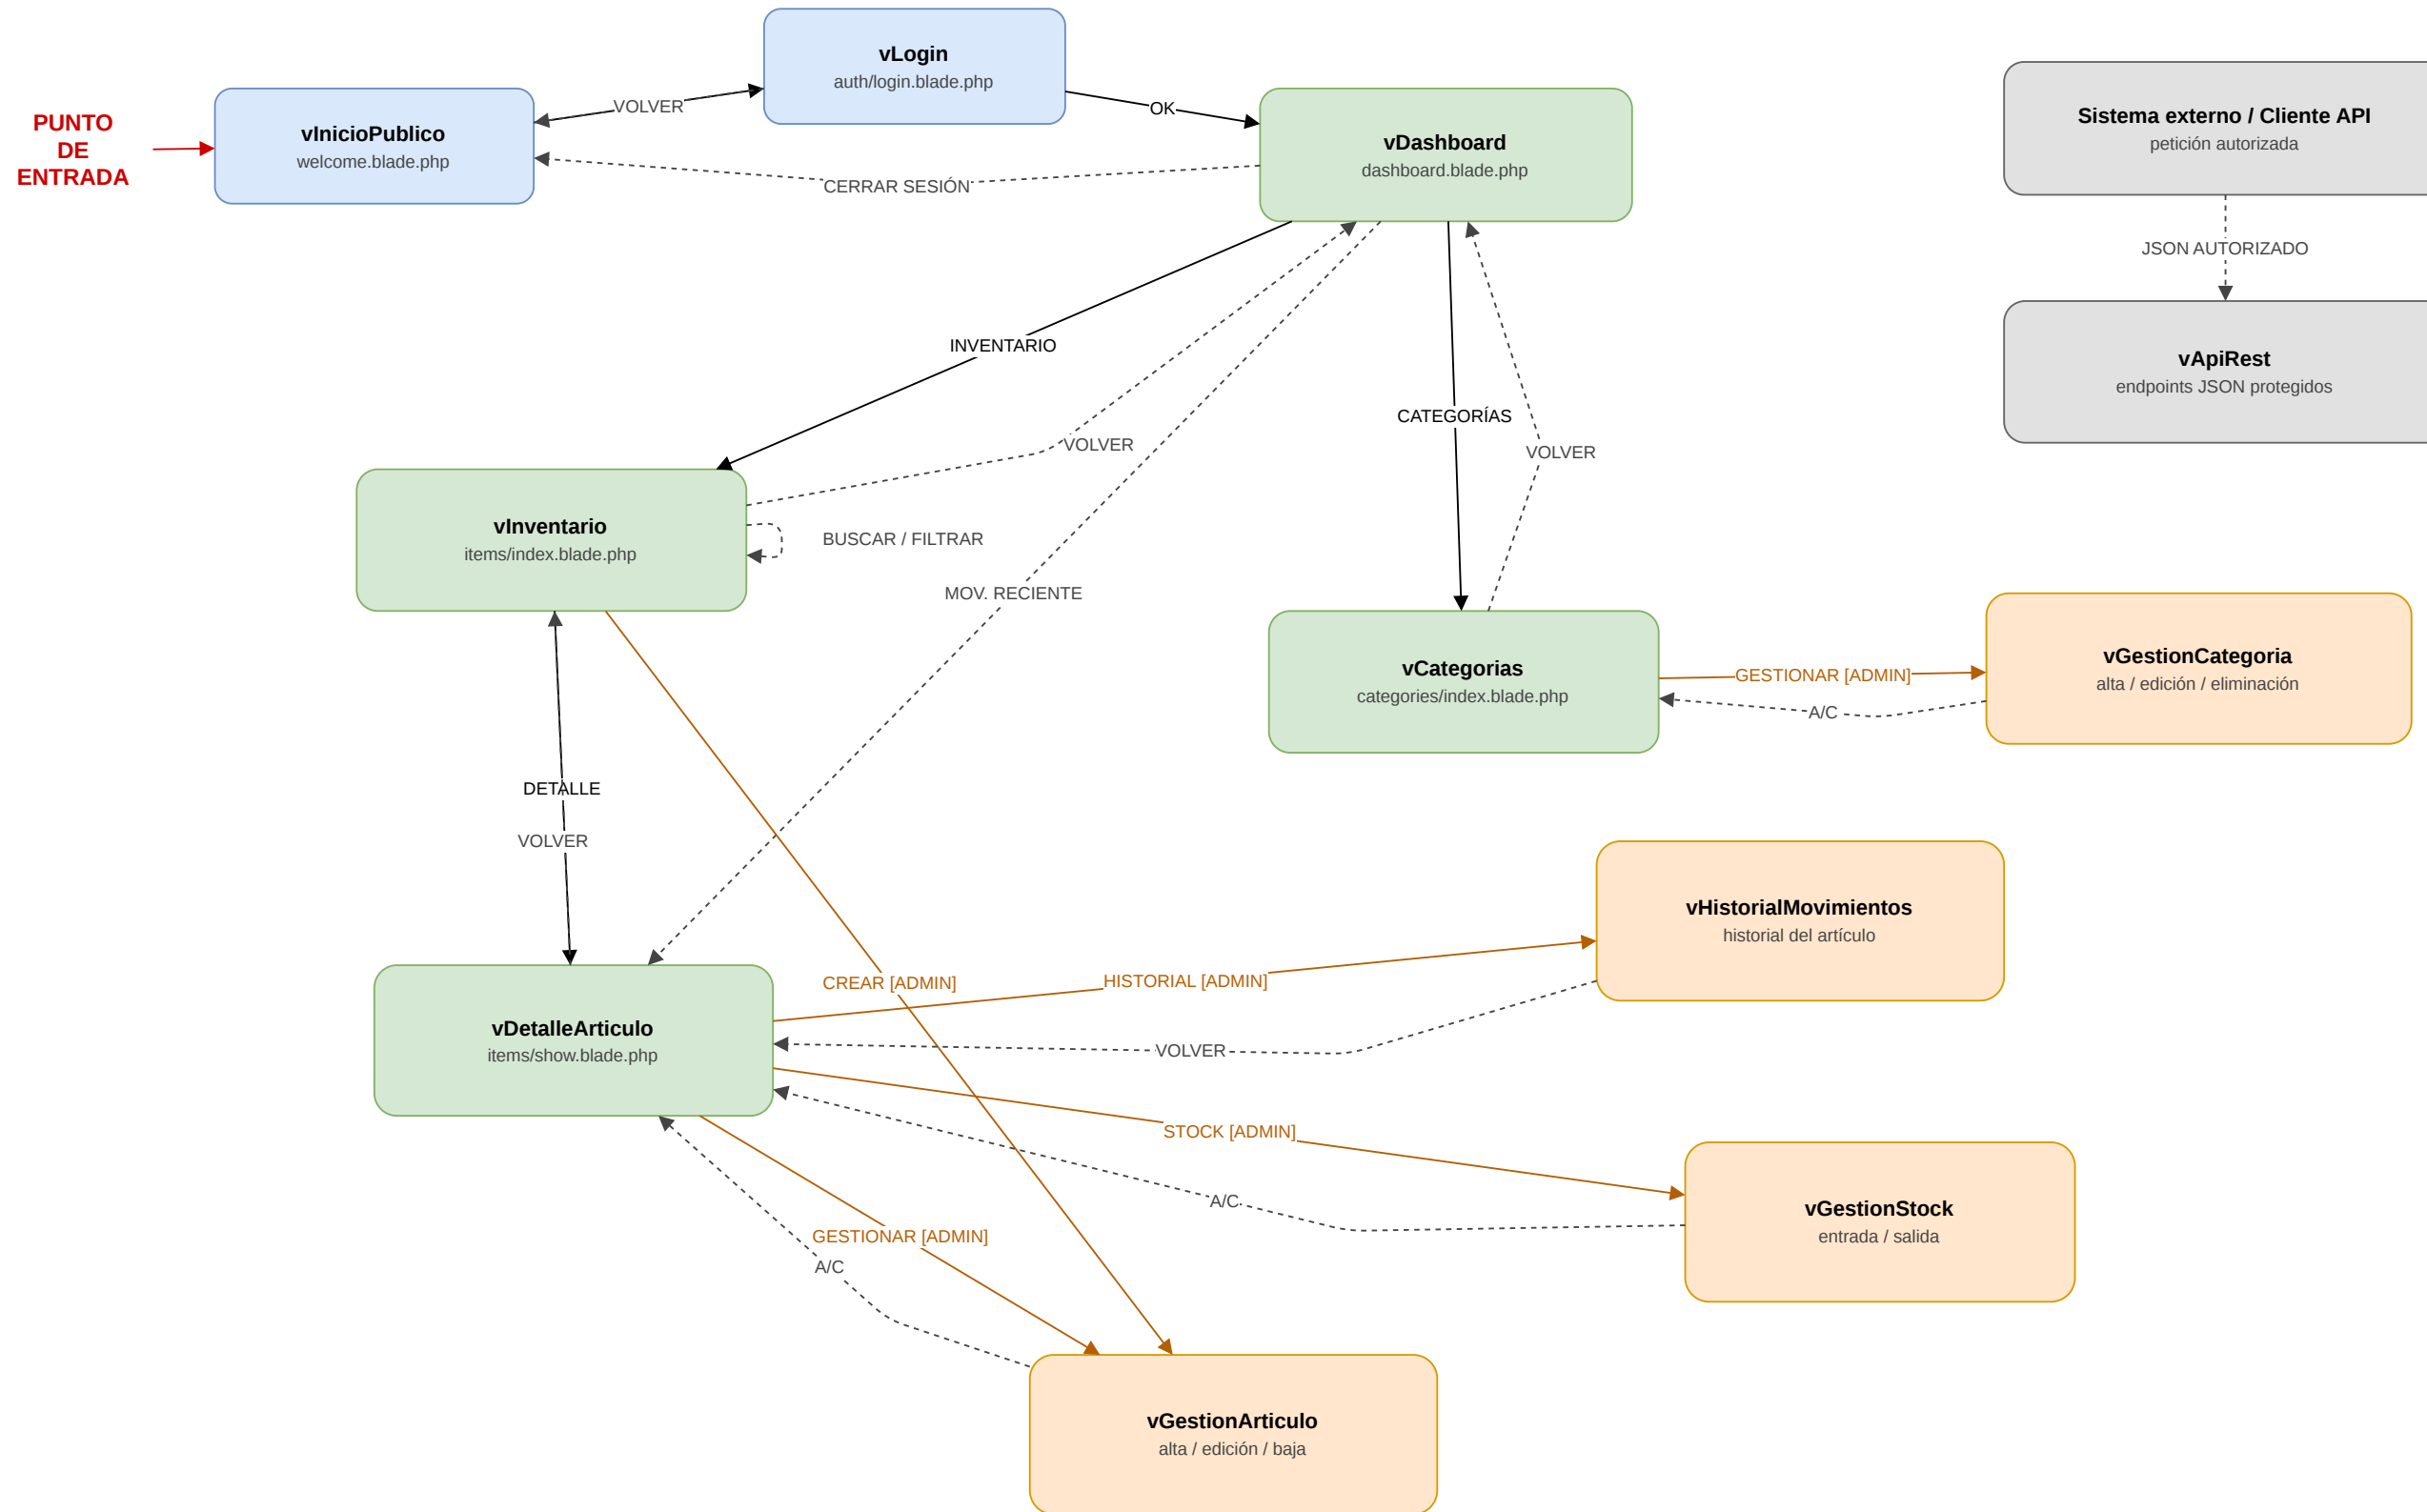 vLogin
auth/login.blade.php
PUNTO
DE
ENTRADA
vInicioPublico
welcome.blade.php
VOLVER
OK
vDashboard
dashboard.blade.php
CERRAR SESIÓN
Sistema externo / Cliente API
petición autorizada
JSON AUTORIZADO
vApiRest
endpoints JSON protegidos
INVENTARIO
VOLVER
CATEGORÍAS
VOLVER
vInventario
items/index.blade.php
BUSCAR / FILTRAR
MOV. RECIENTE
vCategorias
categories/index.blade.php
GESTIONAR [ADMIN]
A/C
vGestionCategoria
alta / edición / eliminación
DETALLE
VOLVER
CREAR [ADMIN]
HISTORIAL [ADMIN]
vHistorialMovimientos
historial del artículo
vDetalleArticulo
items/show.blade.php
VOLVER
STOCK [ADMIN]
A/C
vGestionStock
entrada / salida
GESTIONAR [ADMIN]
A/C
vGestionArticulo
alta / edición / baja